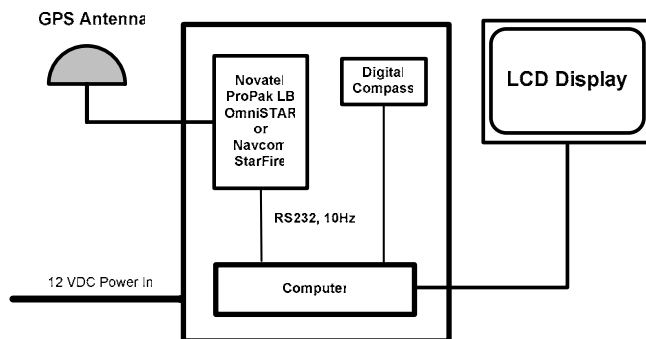 GPS Antenna
Novatel
ProPak LB
OmniSTAR
or
Navcom
StarFire
Digital
Compass
LCD Display
RS232, 10Hz
12 VDC Power In
Computer